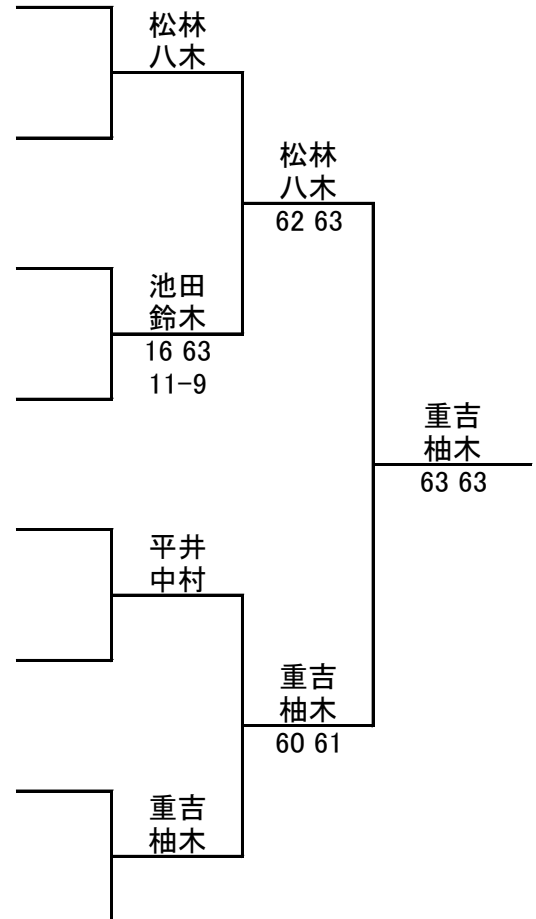 松林
八木
松林
八木
62 63
池田
鈴木
16 63
11-9
重吉
柚木
63 63
平井
中村
重吉
柚木
60 61
重吉
柚木